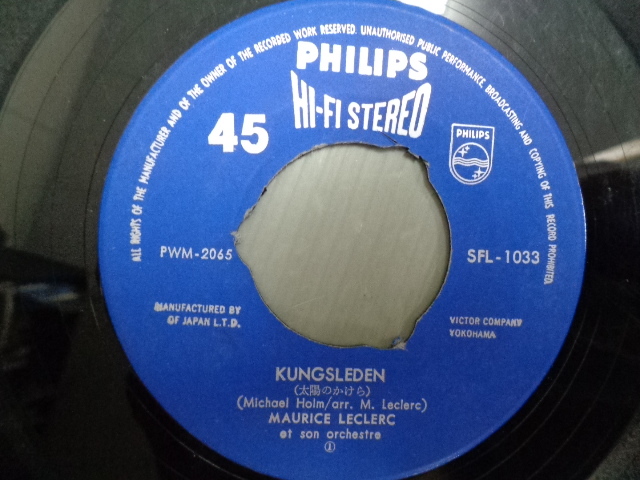 ALL RIGHTS OF THE MANUFACTURER AND OF THE OWNER OF THE RECORDED WORK RESERVED. UNAUTHORISED PUBLIC PERFORMANCE, BROADCASTING AND COPYING OF THIS RECORD PROHIBITED
PHILIPS
HI-FI STEREO
45
PHILIPS
PWM-2065
SFL-1033
MANUFACTURED BY
OF JAPAN L.T.D.
VICTOR COMPANY
YOKOHAMA
KUNGSLEDEN
(太陽のかけら)
(Michael Holm/arr. M. Leclerc)
MAURICE LECLERC
et son orchestre
①